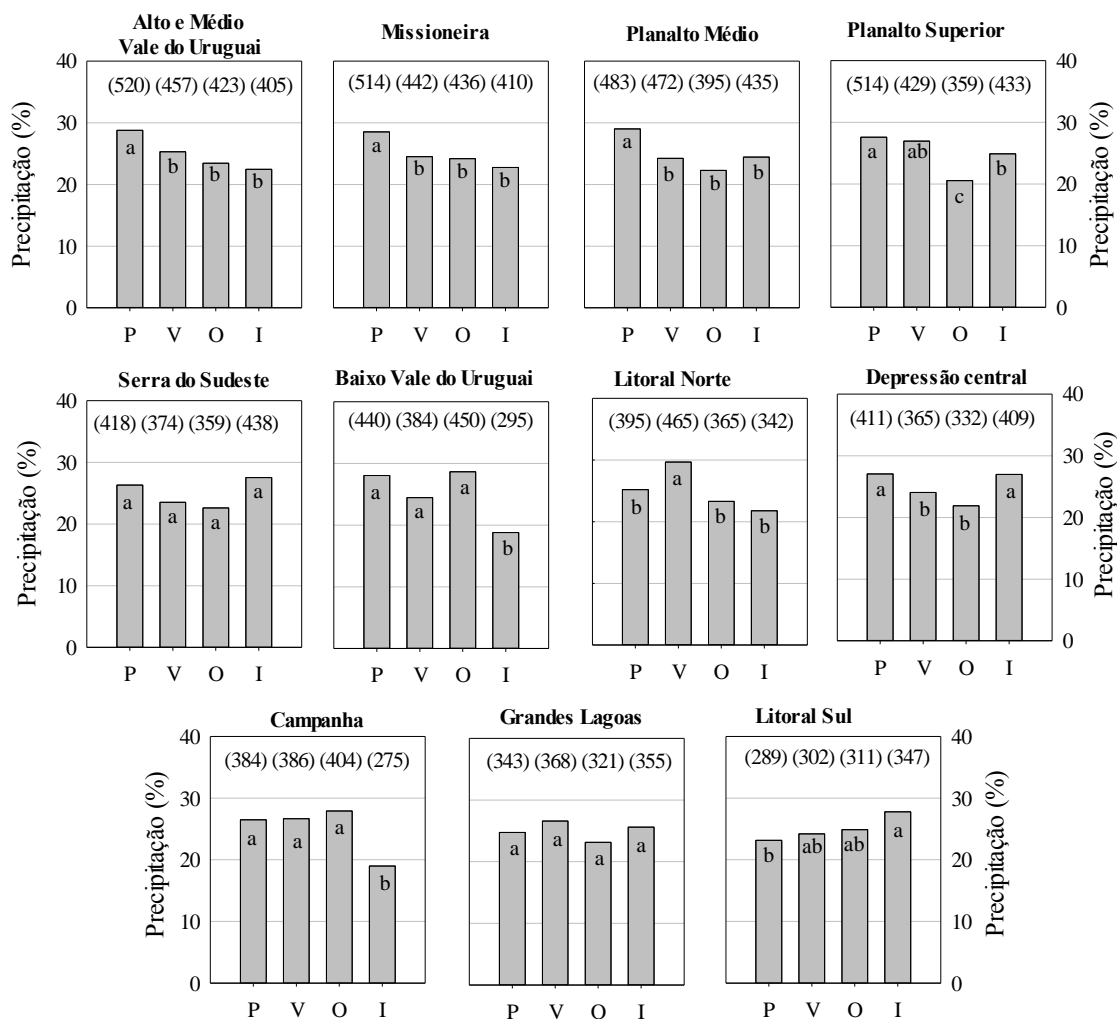 Alto e Médio
Vale do Uruguai
Missioneira
Planalto Médio
Planalto Superior
40
30
20
10
0
Precipitação (%)
(520) (457) (423) (405)
a b b b
P V O I
(514) (442) (436) (410)
a b b b
P V O I
(483) (472) (395) (435)
a b b b
P V O I
(514) (429) (359) (433)
a ab c b
P V O I
40
30
20
10
0
Precipitação (%)
Serra do Sudeste
Baixo Vale do Uruguai
Litoral Norte
Depressão central
40
30
20
10
0
Precipitação (%)
(418) (374) (359) (438)
a a a a
P V O I
(440) (384) (450) (295)
a a a b
P V O I
(395) (465) (365) (342)
b a b b
P V O I
(411) (365) (332) (409)
a b b a
P V O I
40
30
20
10
0
Precipitação (%)
Campanha
Grandes Lagoas
Litoral Sul
40
30
20
10
0
Precipitação (%)
(384) (386) (404) (275)
a a a b
P V O I
(343) (368) (321) (355)
a a a a
P V O I
(289) (302) (311) (347)
b ab ab a
P V O I
40
30
20
10
0
Precipitação (%)